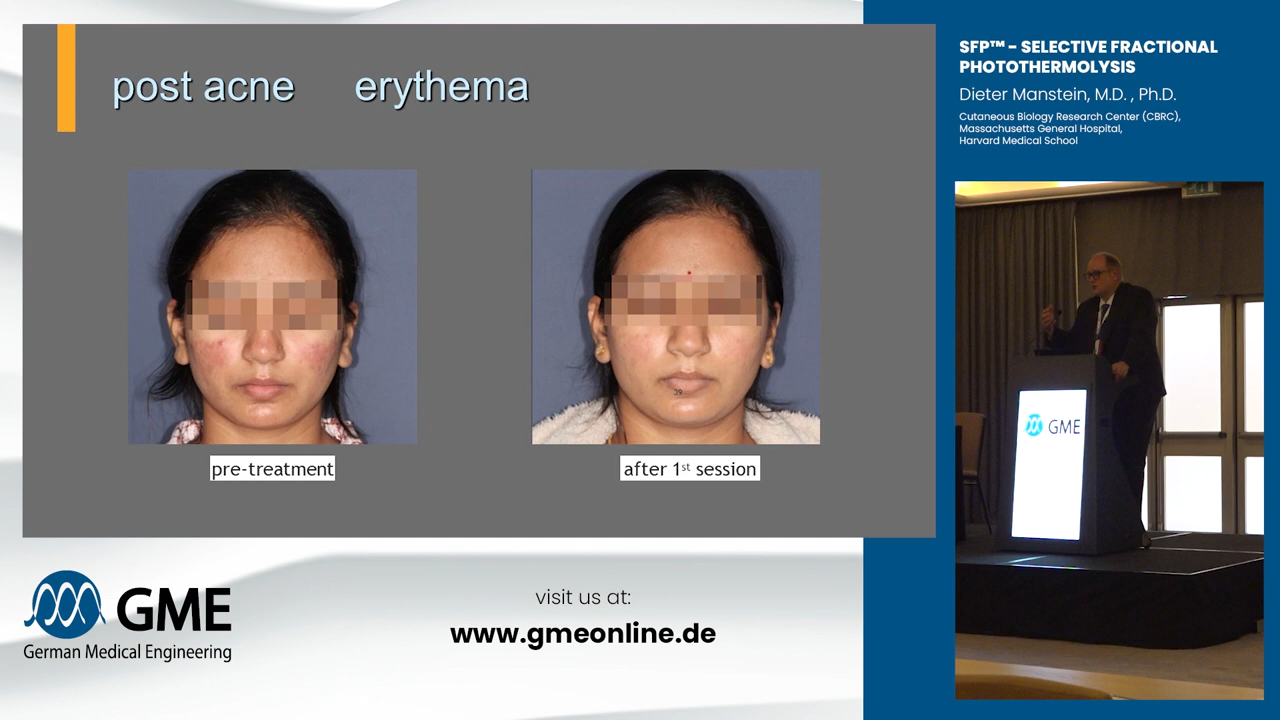 post acne erythema
pre-treatment
after 1st session
39
SFP™ – SELECTIVE FRACTIONAL
PHOTOTHERMOLYSIS
Dieter Manstein, M.D. , Ph.D.
Cutaneous Biology Research Center (CBRC),
Massachusetts General Hospital,
Harvard Medical School
GME
GME
German Medical Engineering
visit us at:
www.gmeonline.de